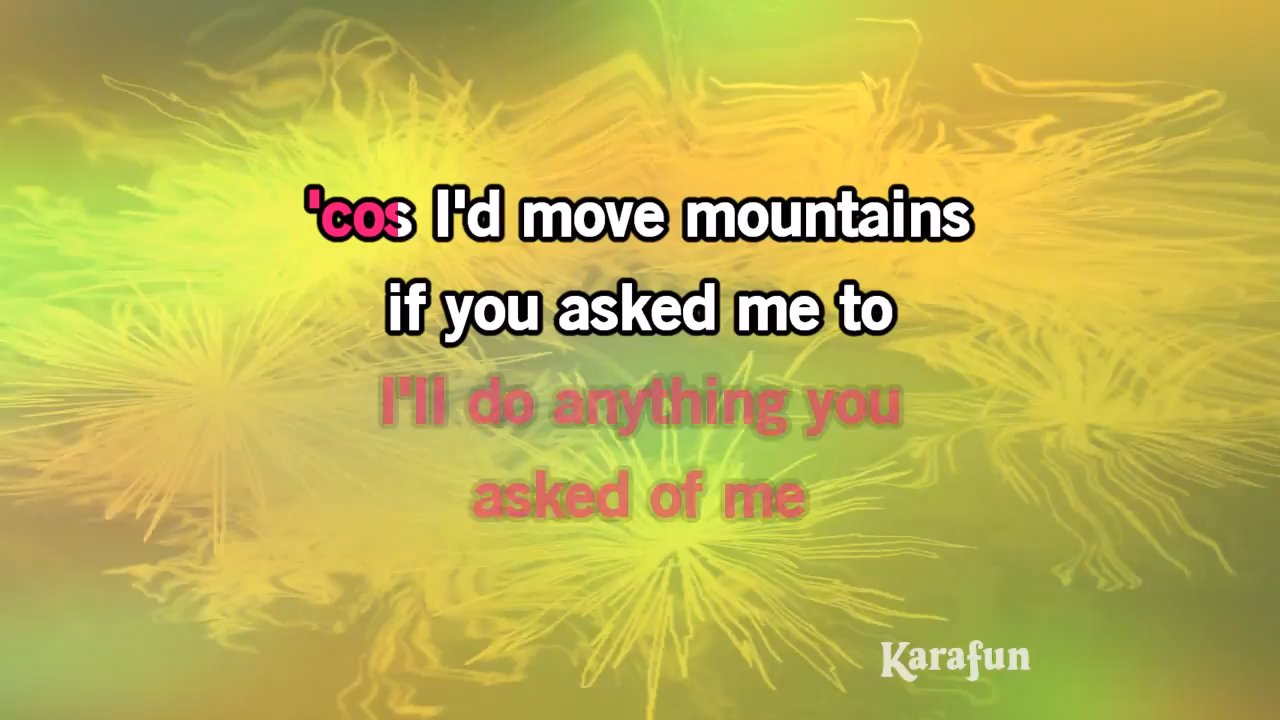 'cos I'd move mountains
if you asked me to
I'll do anything you
asked of me
Karafun